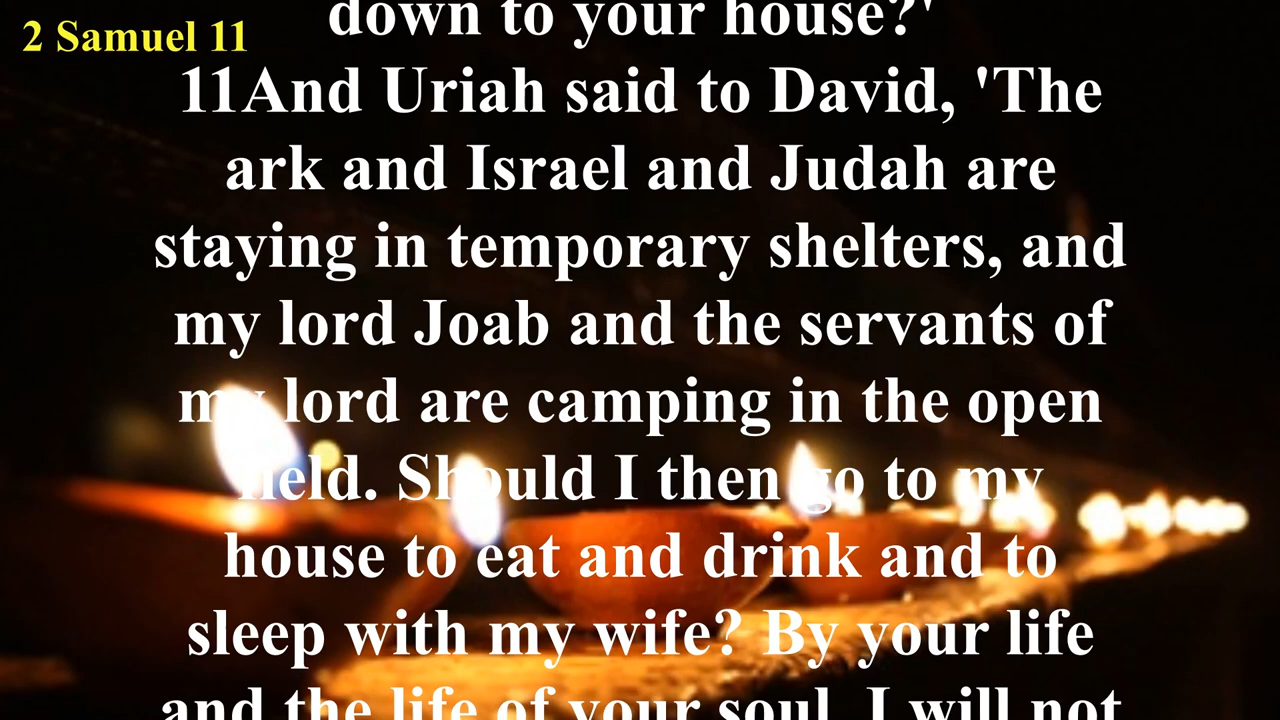 2 Samuel 11
down to your house?'
11And Uriah said to David, 'The
ark and Israel and Judah are
staying in temporary shelters, and
my lord Joab and the servants of
my lord are camping in the open
field. Should I then go to my
house to eat and drink and to
sleep with my wife? By your life
and the life of your soul, I will not